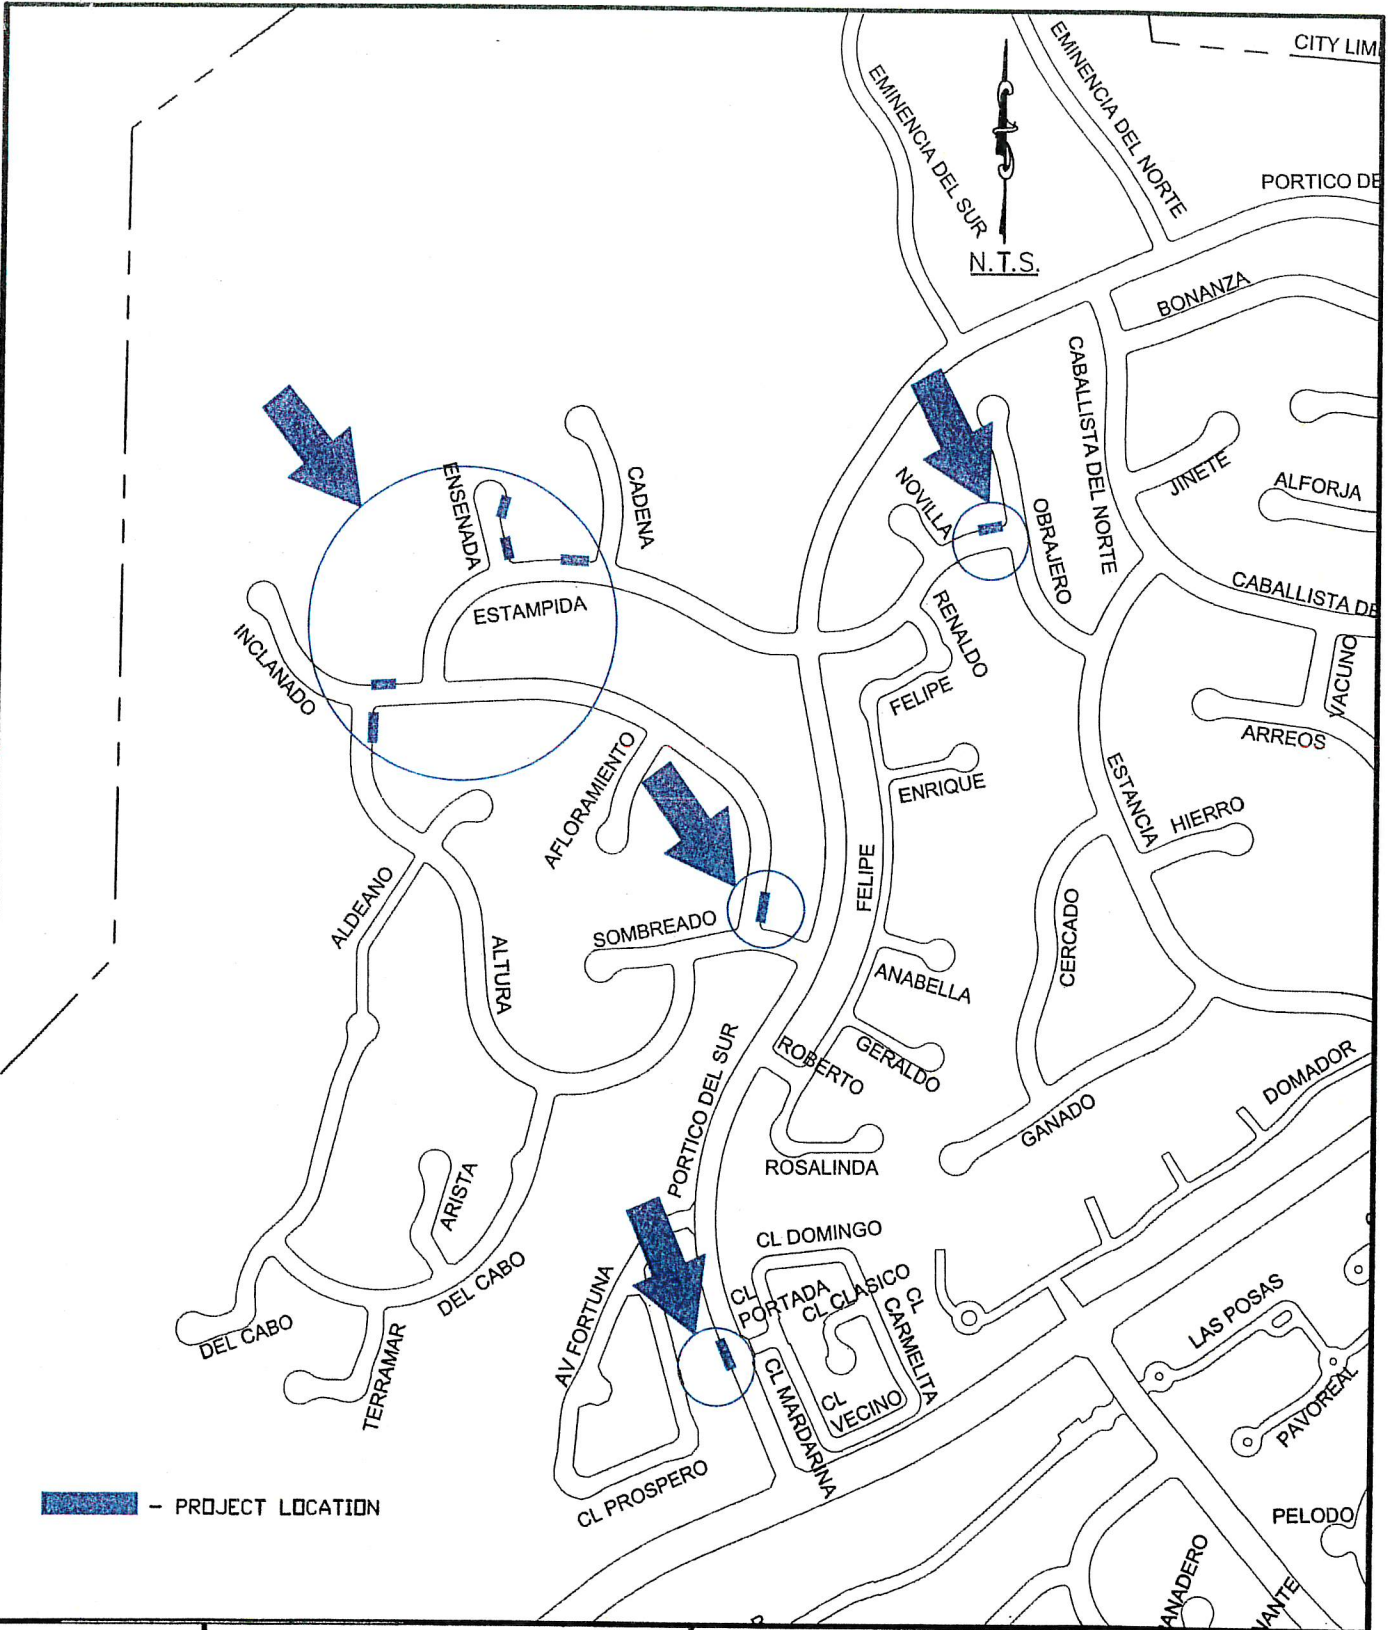 CITY LIM
EMINENCIA DEL NORTE
EMINENCIA DEL SUR
PORTICO DE
N.T.S.
BONANZA
CABALLISTA DEL NORTE
JINETE
ALFORJA
CADENA
ENSENADA
NOVILLA
OBRAJERO
CABALLISTA DE
ESTAMPIDA
RENALDO
INCLANADO
VACUNO
FELIPE
ARREOS
AFLORAMIENTO
ENRIQUE
ESTANCIA
HIERRO
FELIPE
ALDEANO
SOMBREADO
CERCADO
ALTURA
ANABELLA
ROBERTO
GERALDO
PORTICO DEL SUR
DOMADOR
GANADO
ROSALINDA
ARISTA
CL DOMINGO
DEL CABO
AV FORTUNA
CL
PORTADA
CL CLASICO
CL
CARMELITA
LAS POSAS
DEL CABO
TERRAMAR
CL MARDARINA
CL
VECINO
PAVOREAL
CL PROSPERO
- PROJECT LOCATION
PELODO
ANADERO
NANTE